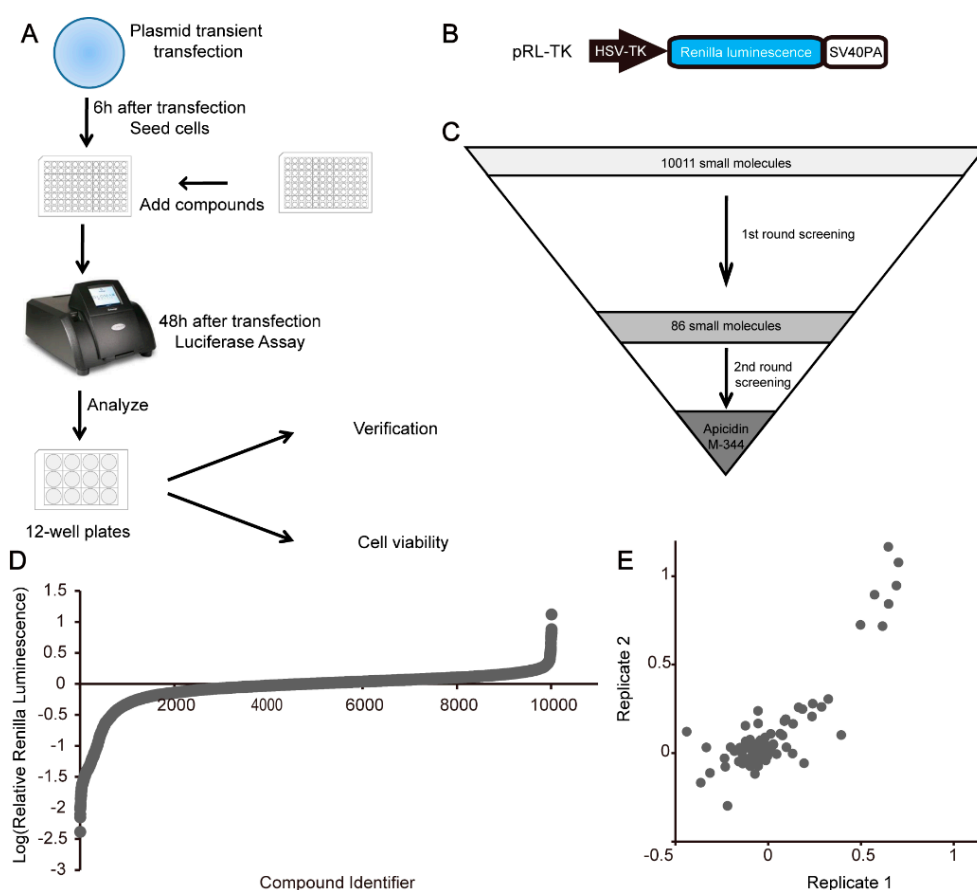 A
Plasmid transient
transfection
6h after transfection
Seed cells
Add compounds
48h after transfection
Luciferase Assay
Analyze
12-well plates
Verification
Cell viability
B
pRL-TK
HSV-TK
Renilla luminescence
SV40PA
C
10011 small molecules
1st round screening
86 small molecules
2nd round
screening
Apicidin
M-344
D
Log(Relative Renilla Luminescence)
1.5
1
0.5
0
-0.5
-1
-1.5
-2
-2.5
-3
2000
4000
6000
8000
10000
Compound Identifier
E
Replicate 2
1
0.5
0
-0.5
0
0.5
1
Replicate 1